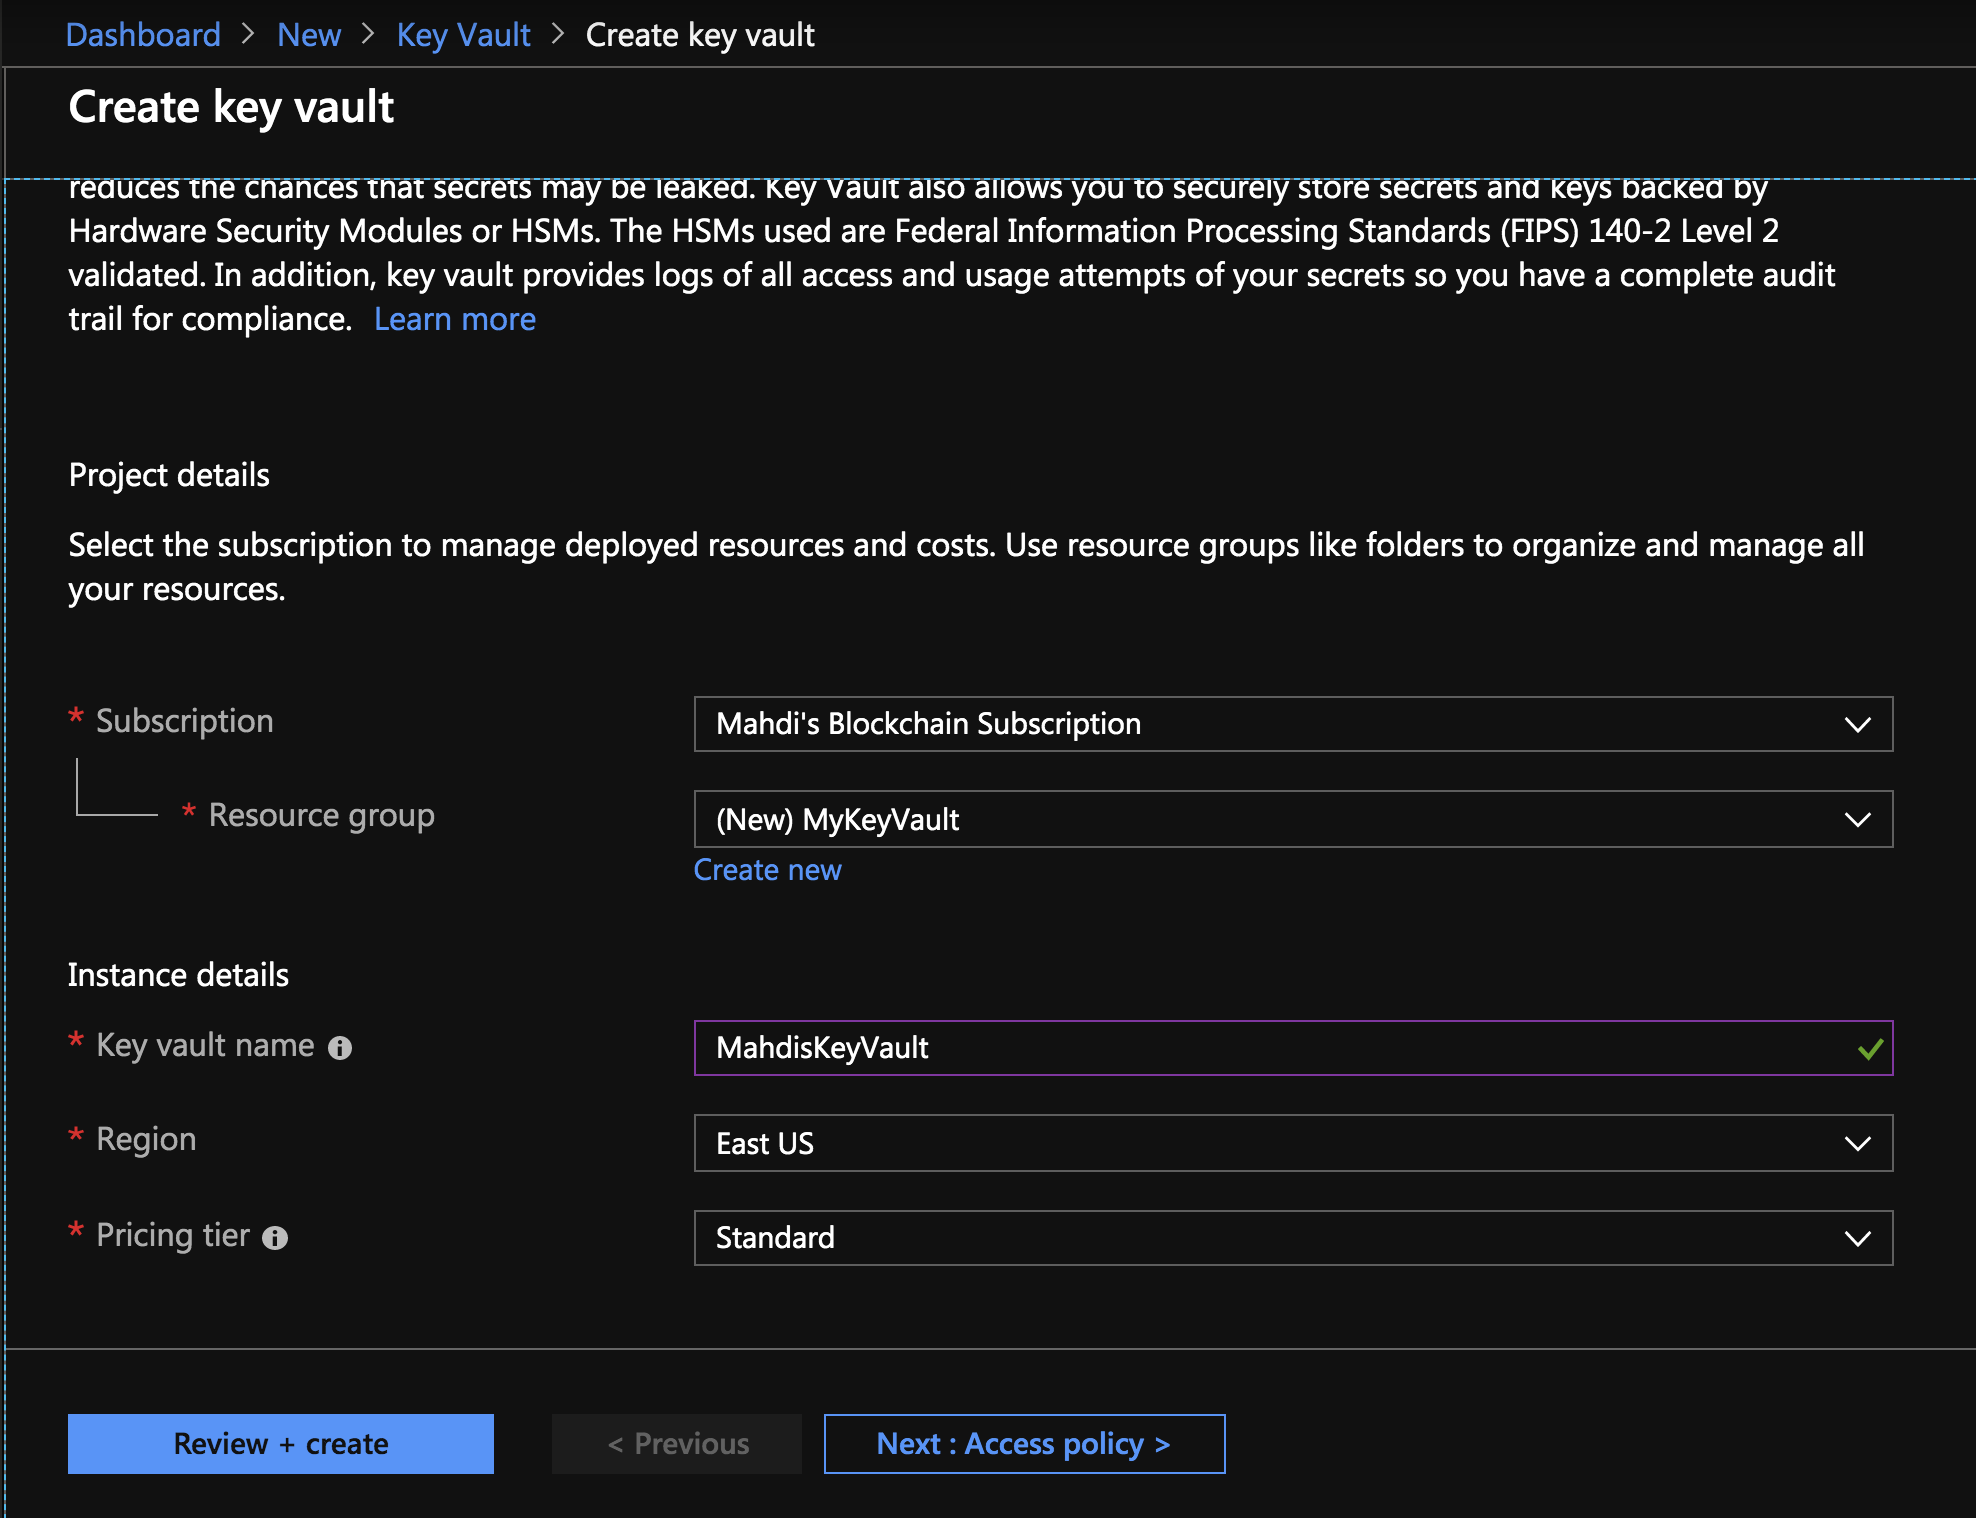 Dashboard > New > Key Vault > Create key vault
Create key vault
reduces the chances that secrets may be leaked. Key Vault also allows you to securely store secrets and keys backed by
Hardware Security Modules or HSMs. The HSMs used are Federal Information Processing Standards (FIPS) 140-2 Level 2
validated. In addition, key vault provides logs of all access and usage attempts of your secrets so you have a complete audit
trail for compliance. Learn more
Project details
Select the subscription to manage deployed resources and costs. Use resource groups like folders to organize and manage all
your resources.
* Subscription
Mahdi's Blockchain Subscription
* Resource group
(New) MyKeyVault
Create new
Instance details
* Key vault name
MahdisKeyVault
* Region
East US
* Pricing tier
Standard
Review + create
< Previous
Next : Access policy >